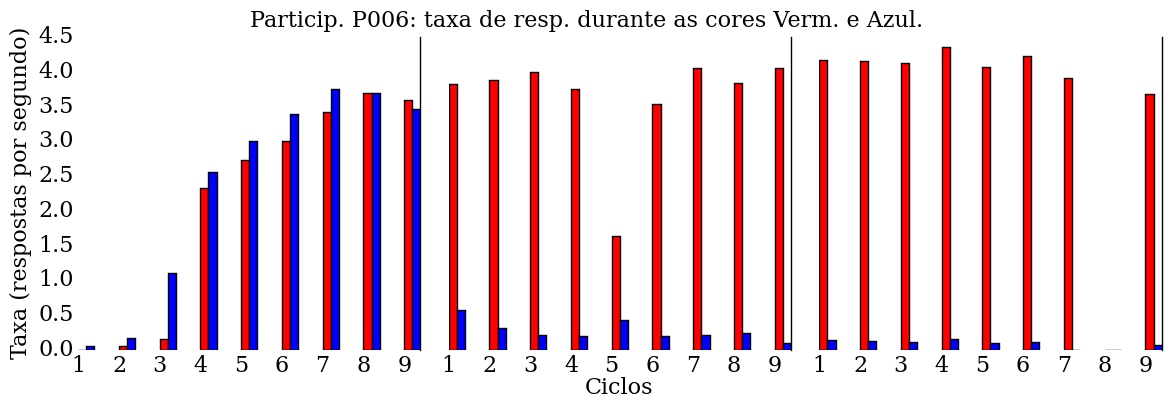 Particip. P006: taxa de resp. durante as cores Verm. e Azul.
Taxa (respostas por segundo)
4.5
4.0
3.5
3.0
2.5
2.0
1.5
1.0
0.5
0.0
1 2 3 4 5 6 7 8 9 1 2 3 4 5 6 7 8 9 1 2 3 4 5 6 7 8 9
Ciclos